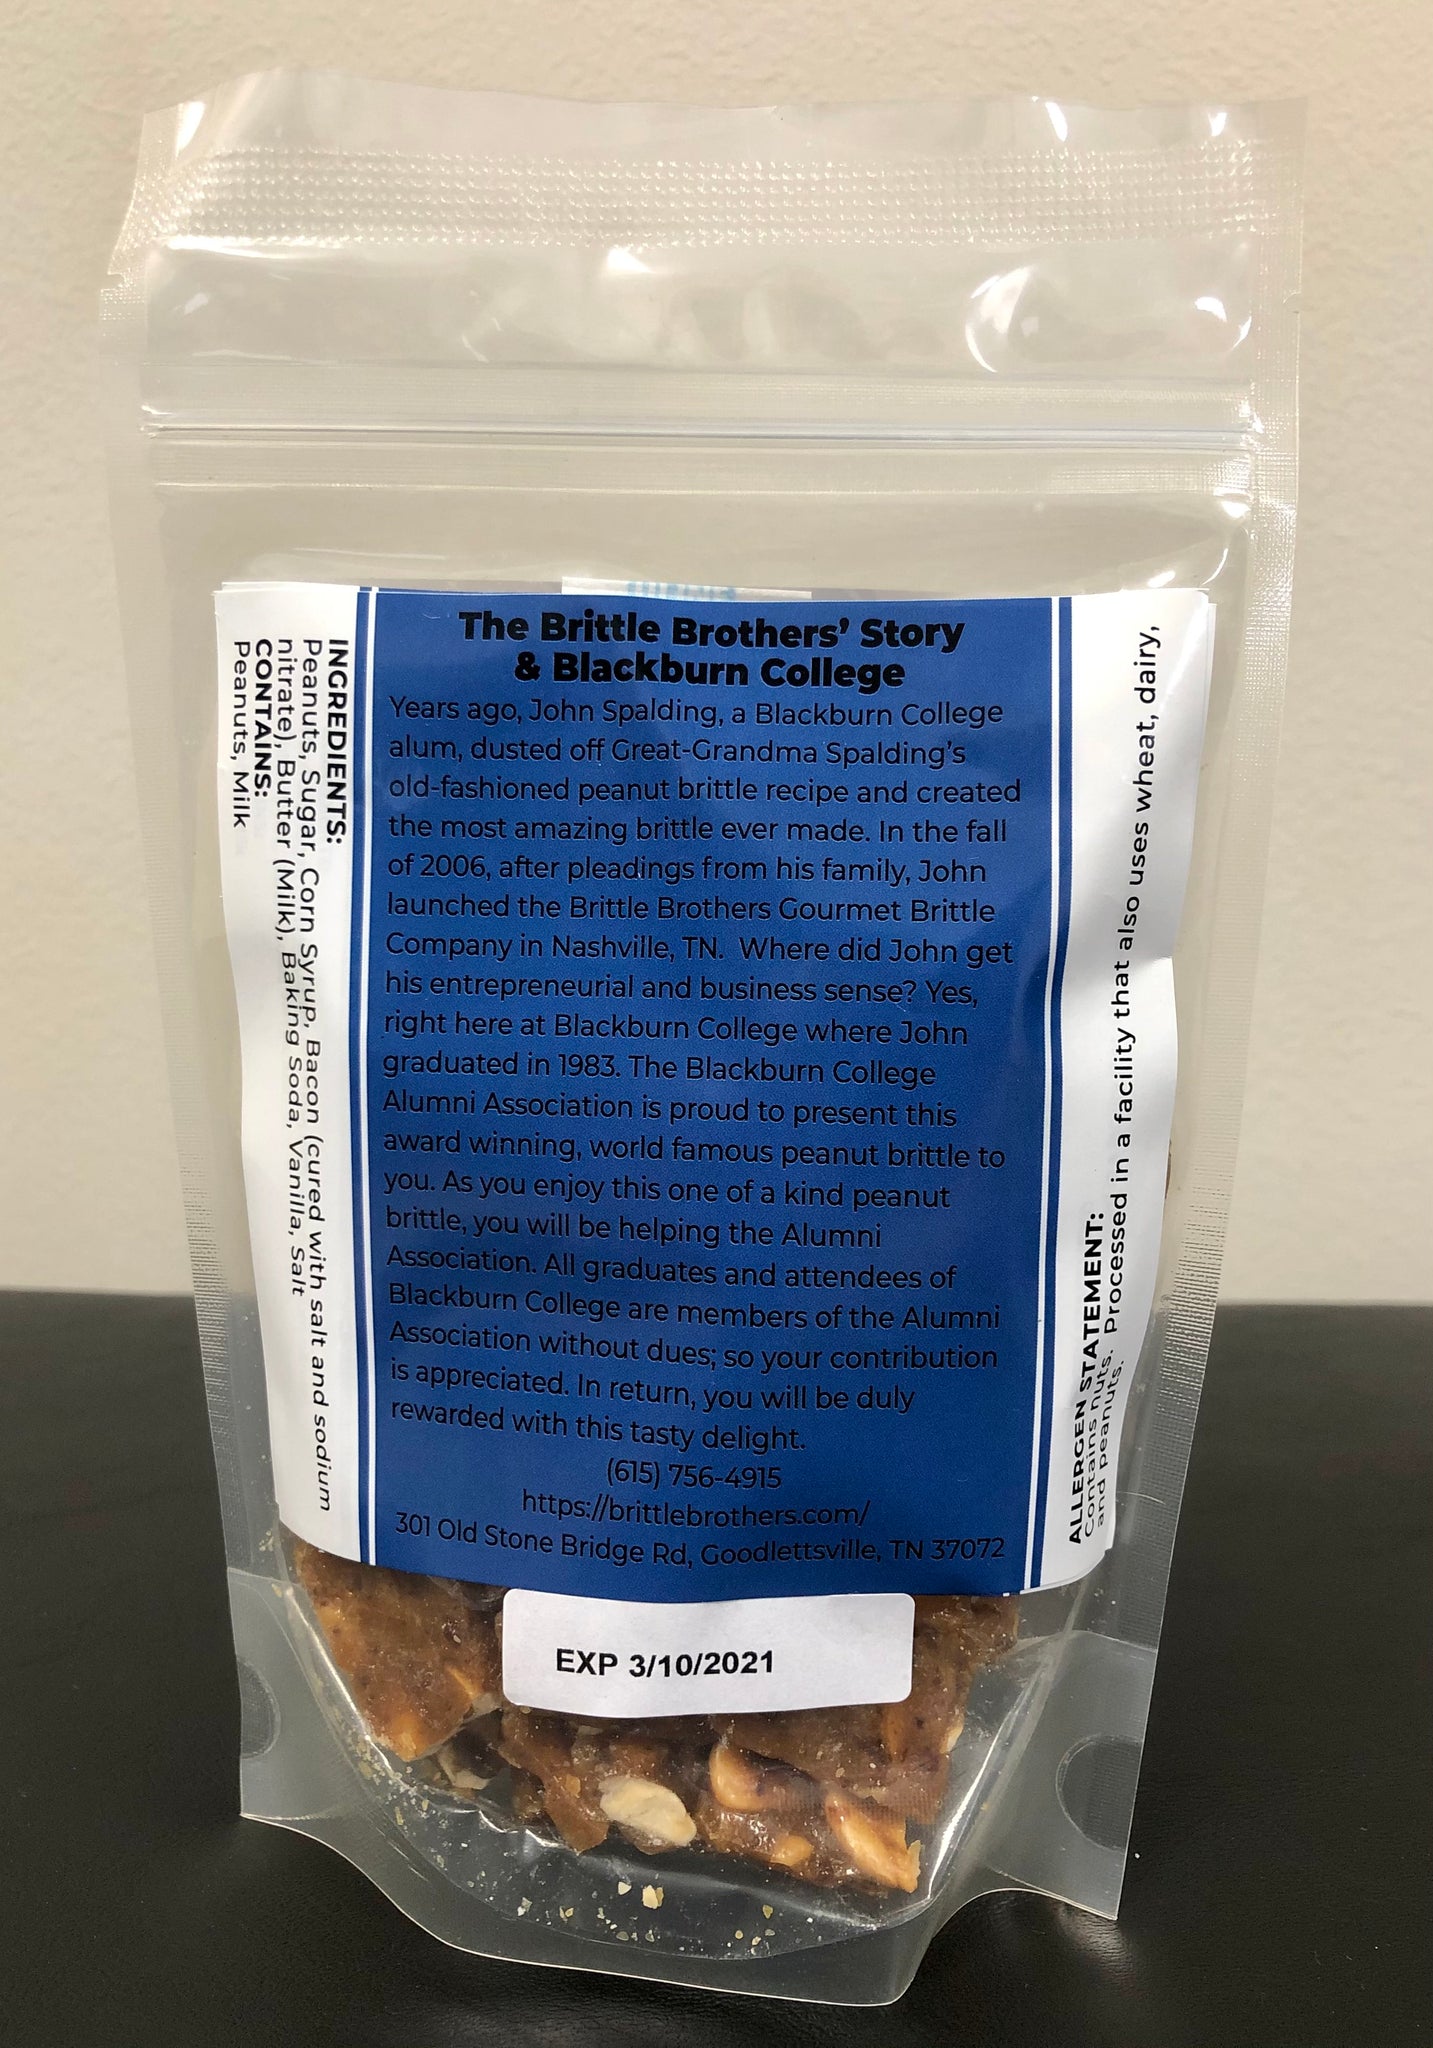 INGREDIENTS:
Peanuts, Sugar, Corn Syrup, Bacon (cured with salt and sodium
nitrate), Butter (Milk), Baking Soda, Vanilla, Salt
CONTAINS:
Peanuts, Milk
The Brittle Brothers' Story
& Blackburn College
Years ago, John Spalding, a Blackburn College
alum, dusted off Great-Grandma Spalding's
old-fashioned peanut brittle recipe and created
the most amazing brittle ever made. In the fall
of 2006, after pleadings from his family, John
launched the Brittle Brothers Gourmet Brittle
Company in Nashville, TN. Where did John get
his entrepreneurial and business sense? Yes,
right here at Blackburn College where John
graduated in 1983. The Blackburn College
Alumni Association is proud to present this
award winning, world famous peanut brittle to
you. As you enjoy this one of a kind peanut
brittle, you will be helping the Alumni
Association. All graduates and attendees of
Blackburn College are members of the Alumni
Association without dues; so your contribution
is appreciated. In return, you will be duly
rewarded with this tasty delight.
(615) 756-4915
https://brittlebrothers.com/
301 Old Stone Bridge Rd, Goodlettsville, TN 37072
ALLERGEN STATEMENT:
Contains nuts. Processed in a facility that also uses wheat, dairy,
and peanuts.
EXP 3/10/2021